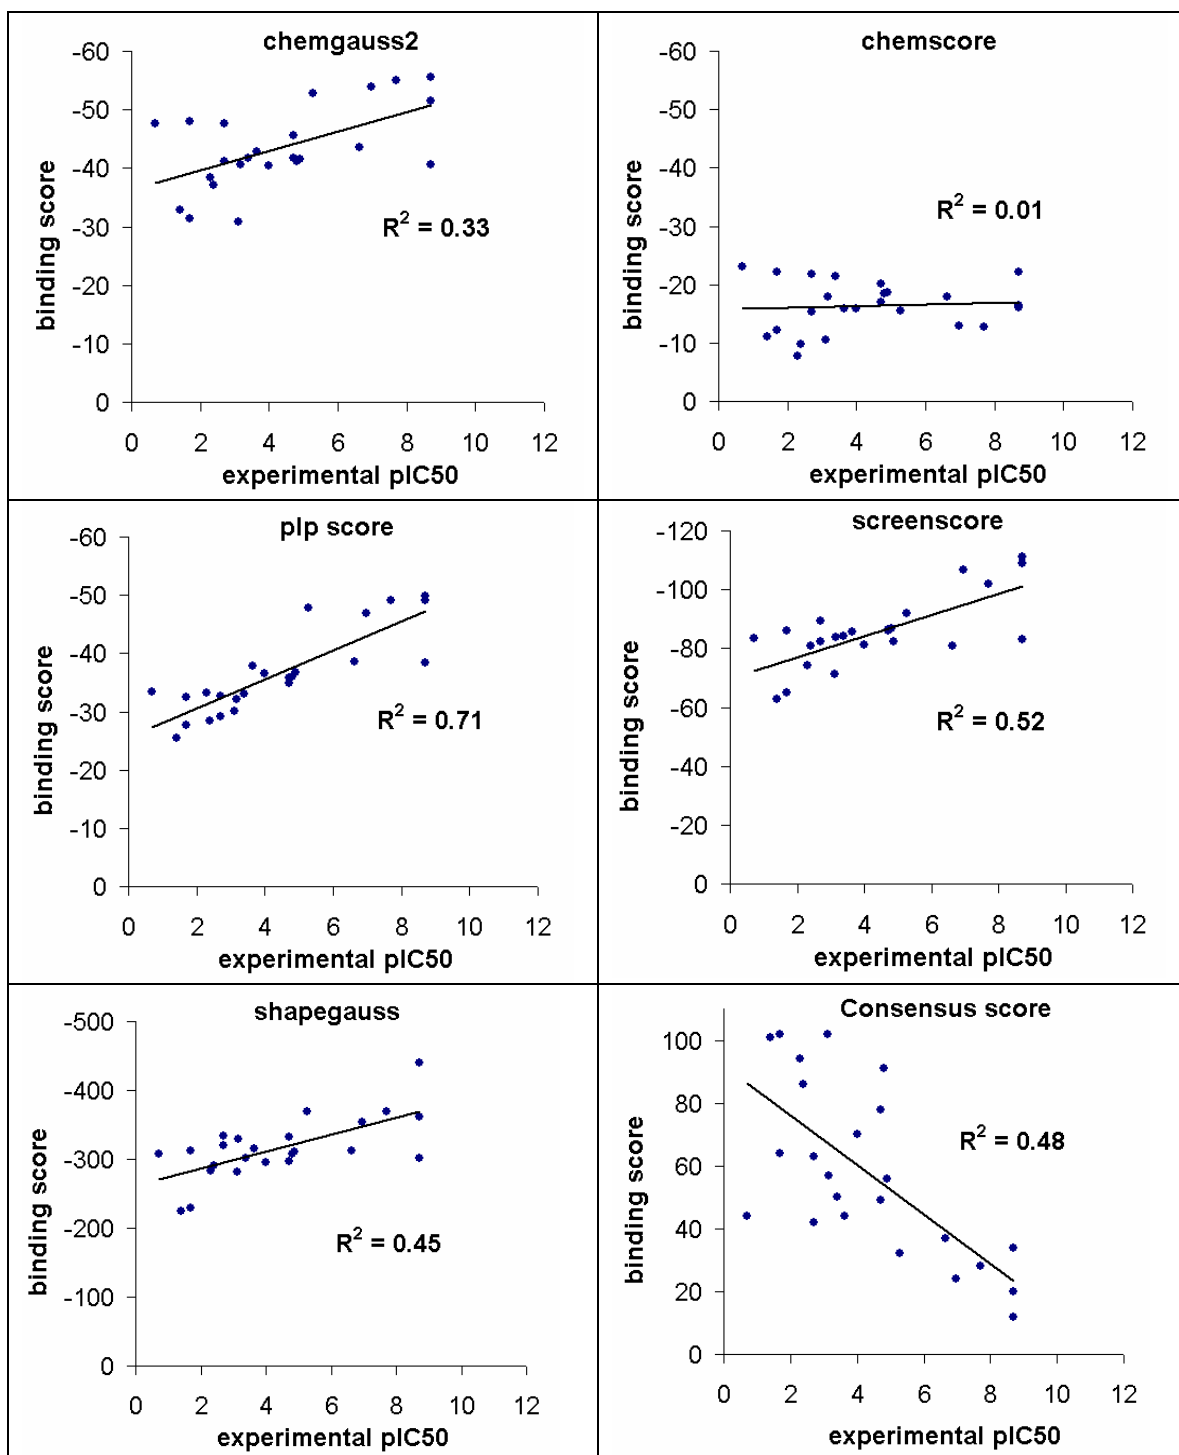 chemgauss2
-60
-50
-40
-30
-20
-10
0
binding score
R2 = 0.33
0 2 4 6 8 10 12
experimental pIC50
chemscore
-60
-50
-40
-30
-20
-10
0
binding score
R2 = 0.01
0 2 4 6 8 10 12
experimental pIC50
plp score
-60
-50
-40
-30
-20
-10
0
binding score
R2 = 0.71
0 2 4 6 8 10 12
experimental pIC50
screenscore
-120
-100
-80
-60
-40
-20
0
binding score
R2 = 0.52
0 2 4 6 8 10 12
experimental pIC50
shapegauss
-500
-400
-300
-200
-100
0
binding score
R2 = 0.45
0 2 4 6 8 10 12
experimental pIC50
Consensus score
100
80
60
40
20
0
binding score
R2 = 0.48
0 2 4 6 8 10 12
experimental pIC50